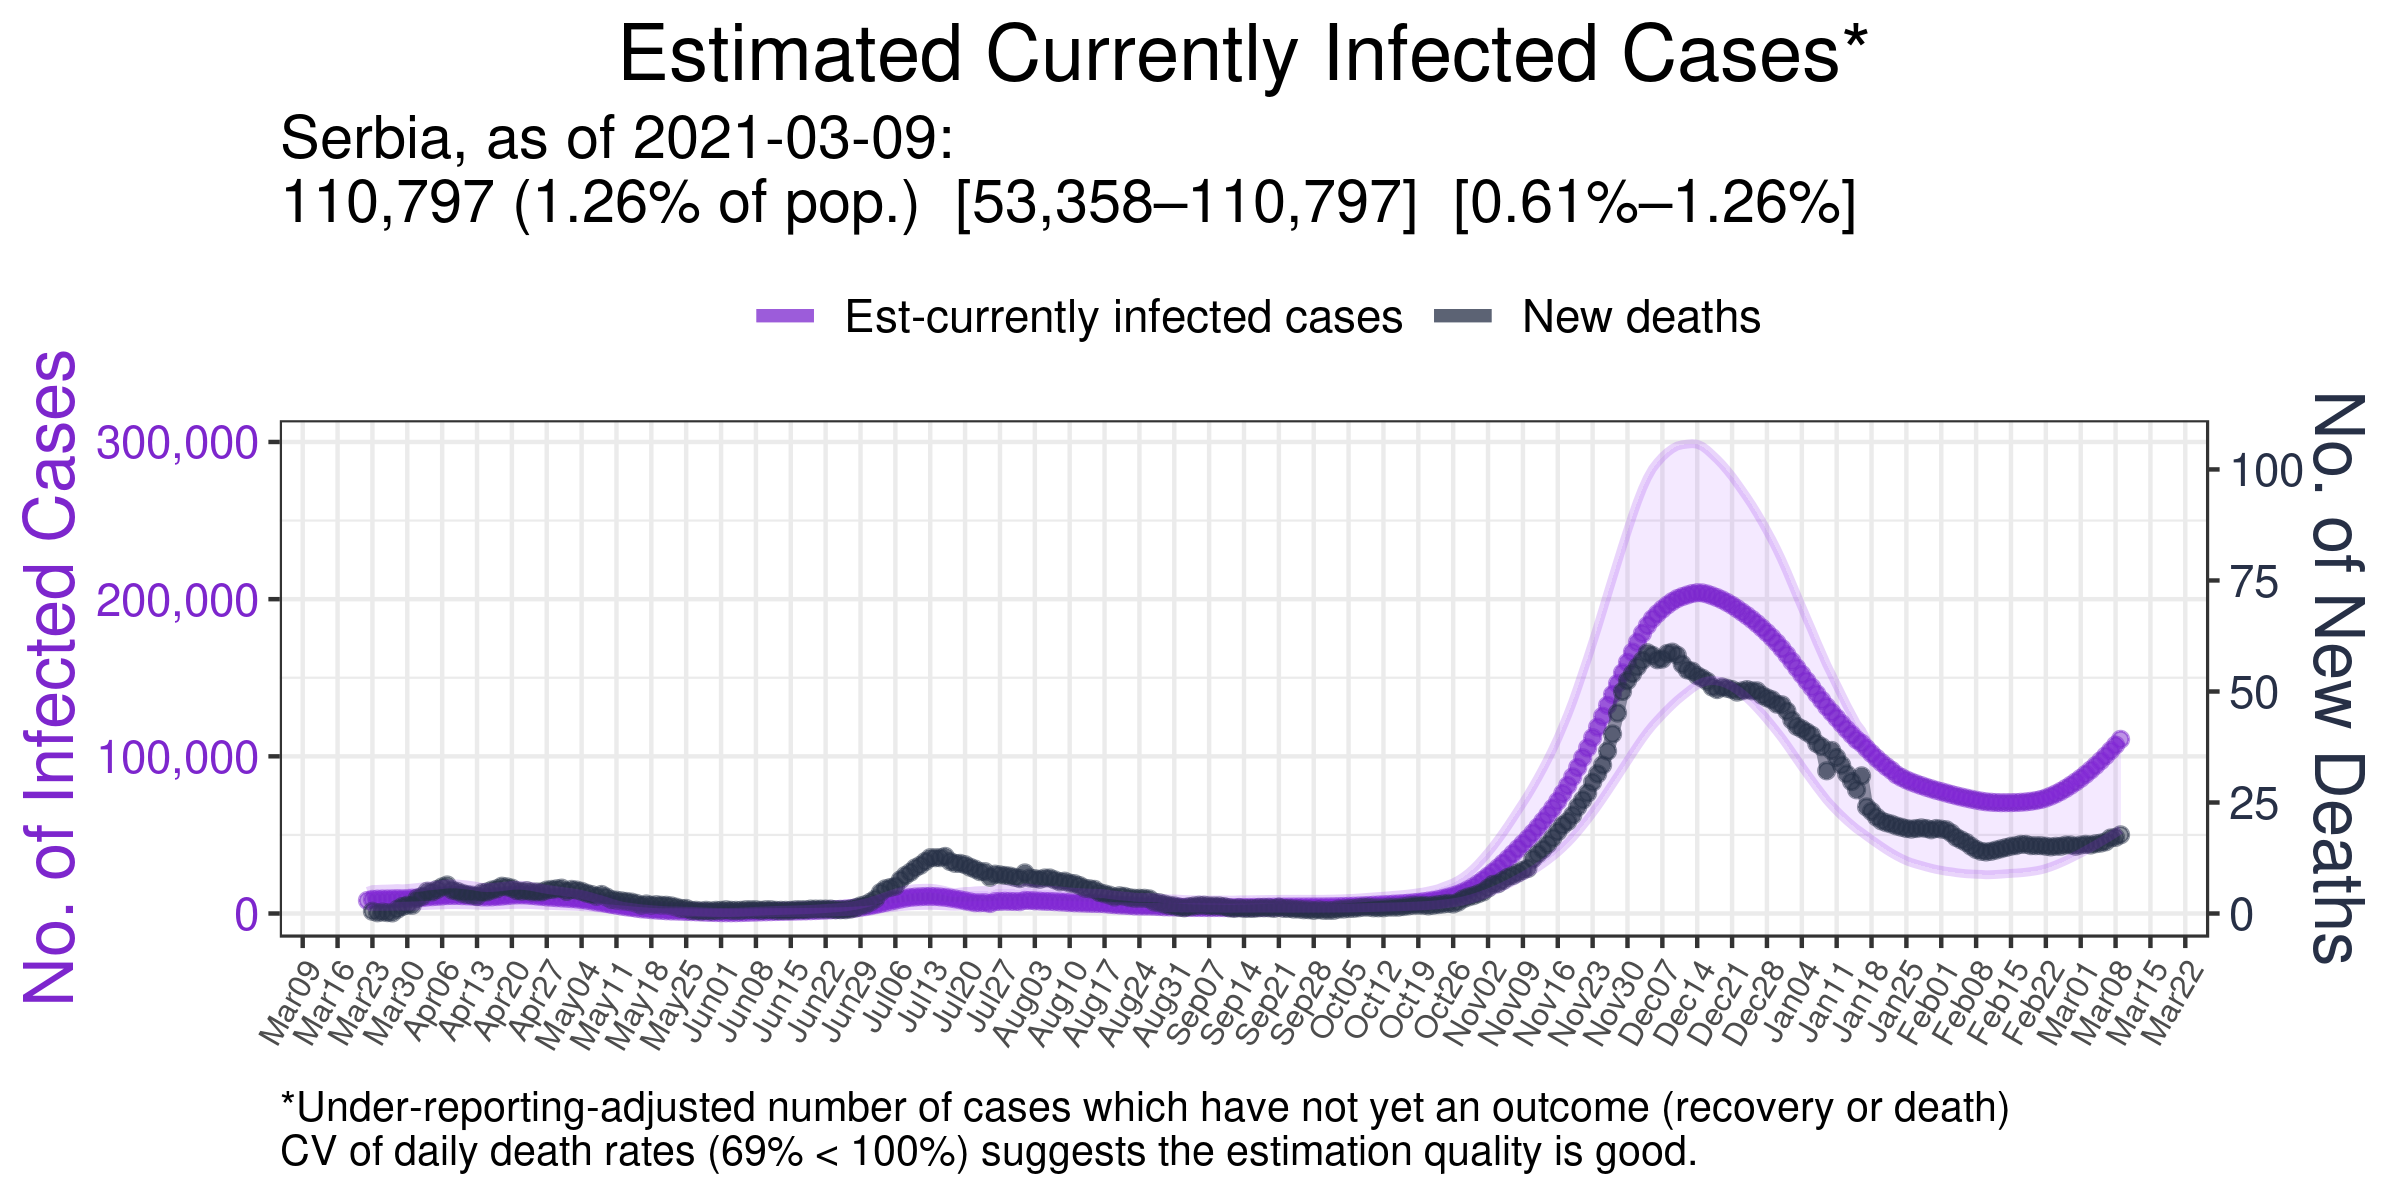 Estimated Currently Infected Cases*
Serbia, as of 2021-03-09:
110,797 (1.26% of pop.) [53,358–110,797] [0.61%–1.26%]
Est-currently infected cases
New deaths
No. of Infected Cases
300,000
200,000
100,000
0
No. of New Deaths
100
75
50
25
0
Mar09
Mar16
Mar23
Mar30
Apr06
Apr13
Apr20
Apr27
May04
May11
May18
May25
Jun01
Jun08
Jun15
Jun22
Jun29
Jul06
Jul13
Jul20
Jul27
Aug03
Aug10
Aug17
Aug24
Aug31
Sep07
Sep14
Sep21
Sep28
Oct05
Oct12
Oct19
Oct26
Nov02
Nov09
Nov16
Nov23
Nov30
Dec07
Dec14
Dec21
Dec28
Jan04
Jan11
Jan18
Jan25
Feb01
Feb08
Feb15
Feb22
Mar01
Mar08
Mar15
Mar22
*Under-reporting-adjusted number of cases which have not yet an outcome (recovery or death)
CV of daily death rates (69% < 100%) suggests the estimation quality is good.